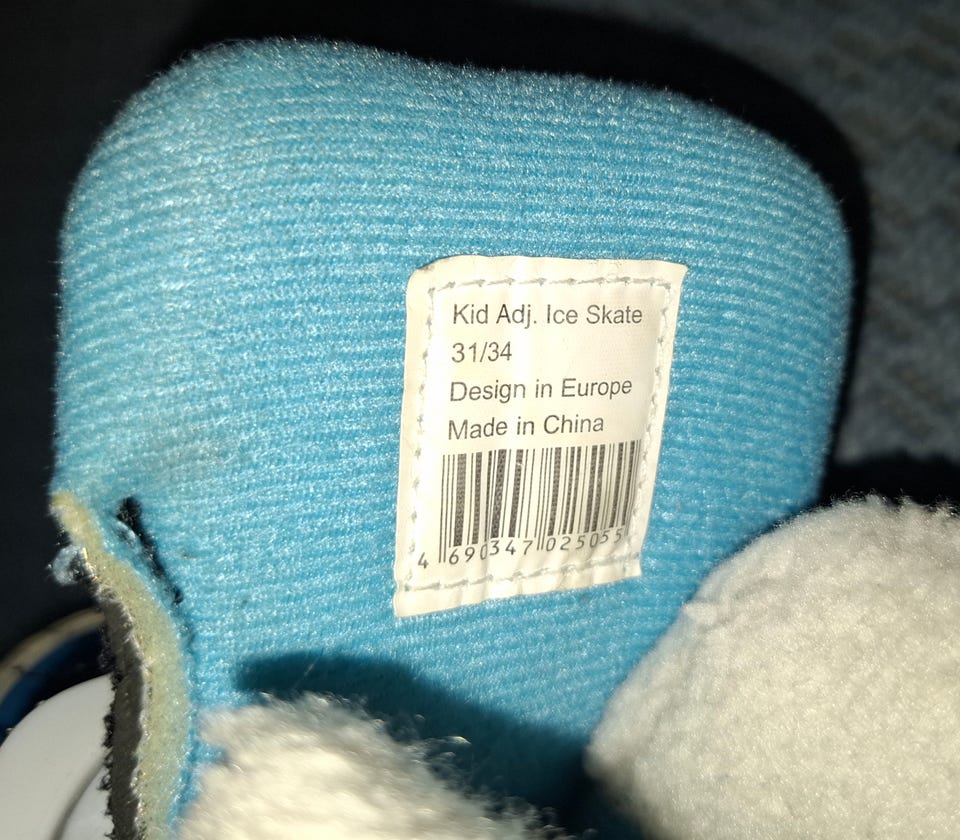 Kid Adj. Ice Skate
31/34
Design in Europe
Made in China
4 690347 025055